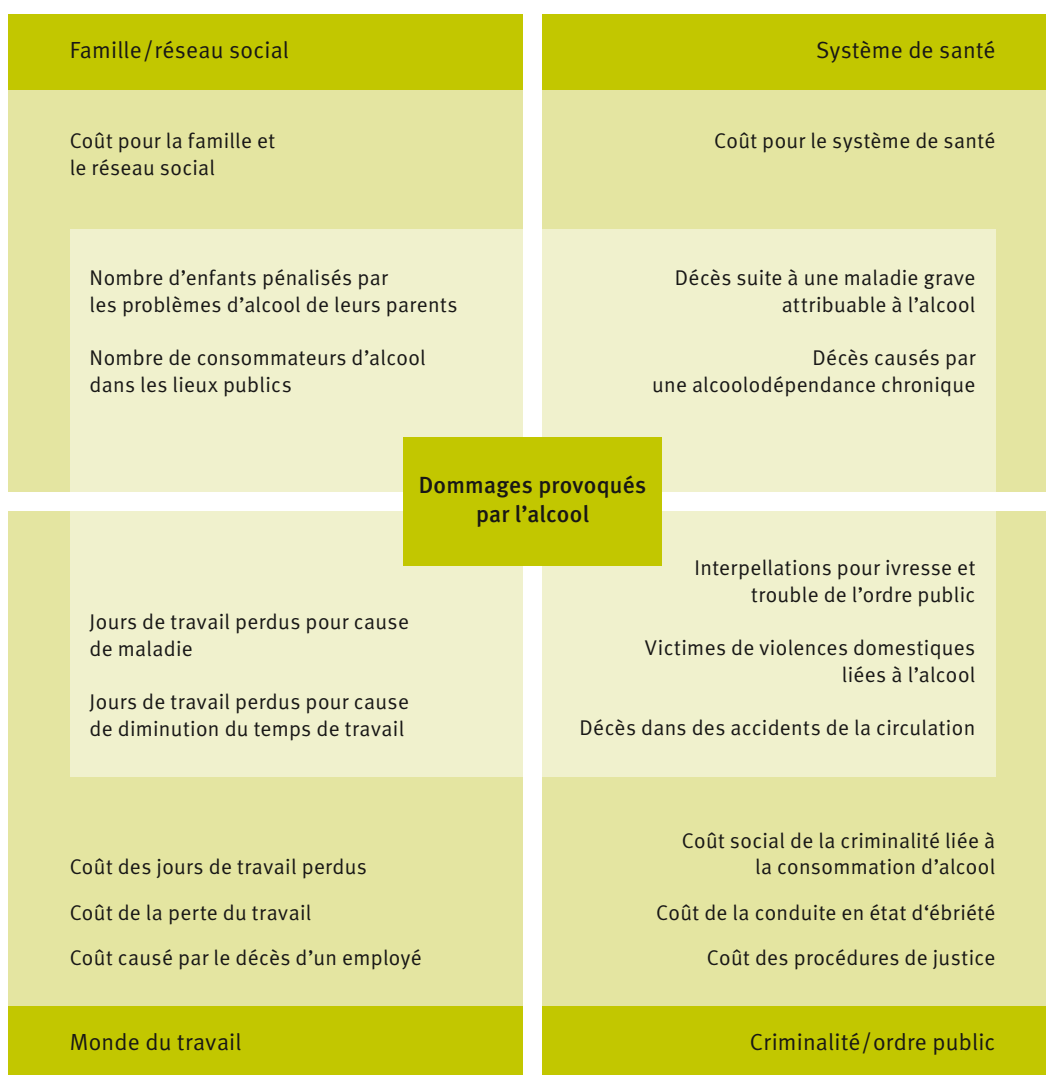 Famille/réseau social
Coût pour la famille et
le réseau social
Nombre d’enfants pénalisés par
les problèmes d’alcool de leurs parents
Nombre de consommateurs d’alcool
dans les lieux publics
Système de santé
Coût pour le système de santé
Décès suite à une maladie grave
attribuable à l’alcool
Décès causés par
une alcoolodépendance chronique
Dommages provoqués
par l’alcool
Jours de travail perdus pour cause
de maladie
Jours de travail perdus pour cause
de diminution du temps de travail
Coût des jours de travail perdus
Coût de la perte du travail
Coût causé par le décès d’un employé
Monde du travail
Interpellations pour ivresse et
trouble de l’ordre public
Victimes de violences domestiques
liées à l’alcool
Décès dans des accidents de la circulation
Coût social de la criminalité liée à
la consommation d’alcool
Coût de la conduite en état d‘ébriété
Coût des procédures de justice
Criminalité/ordre public